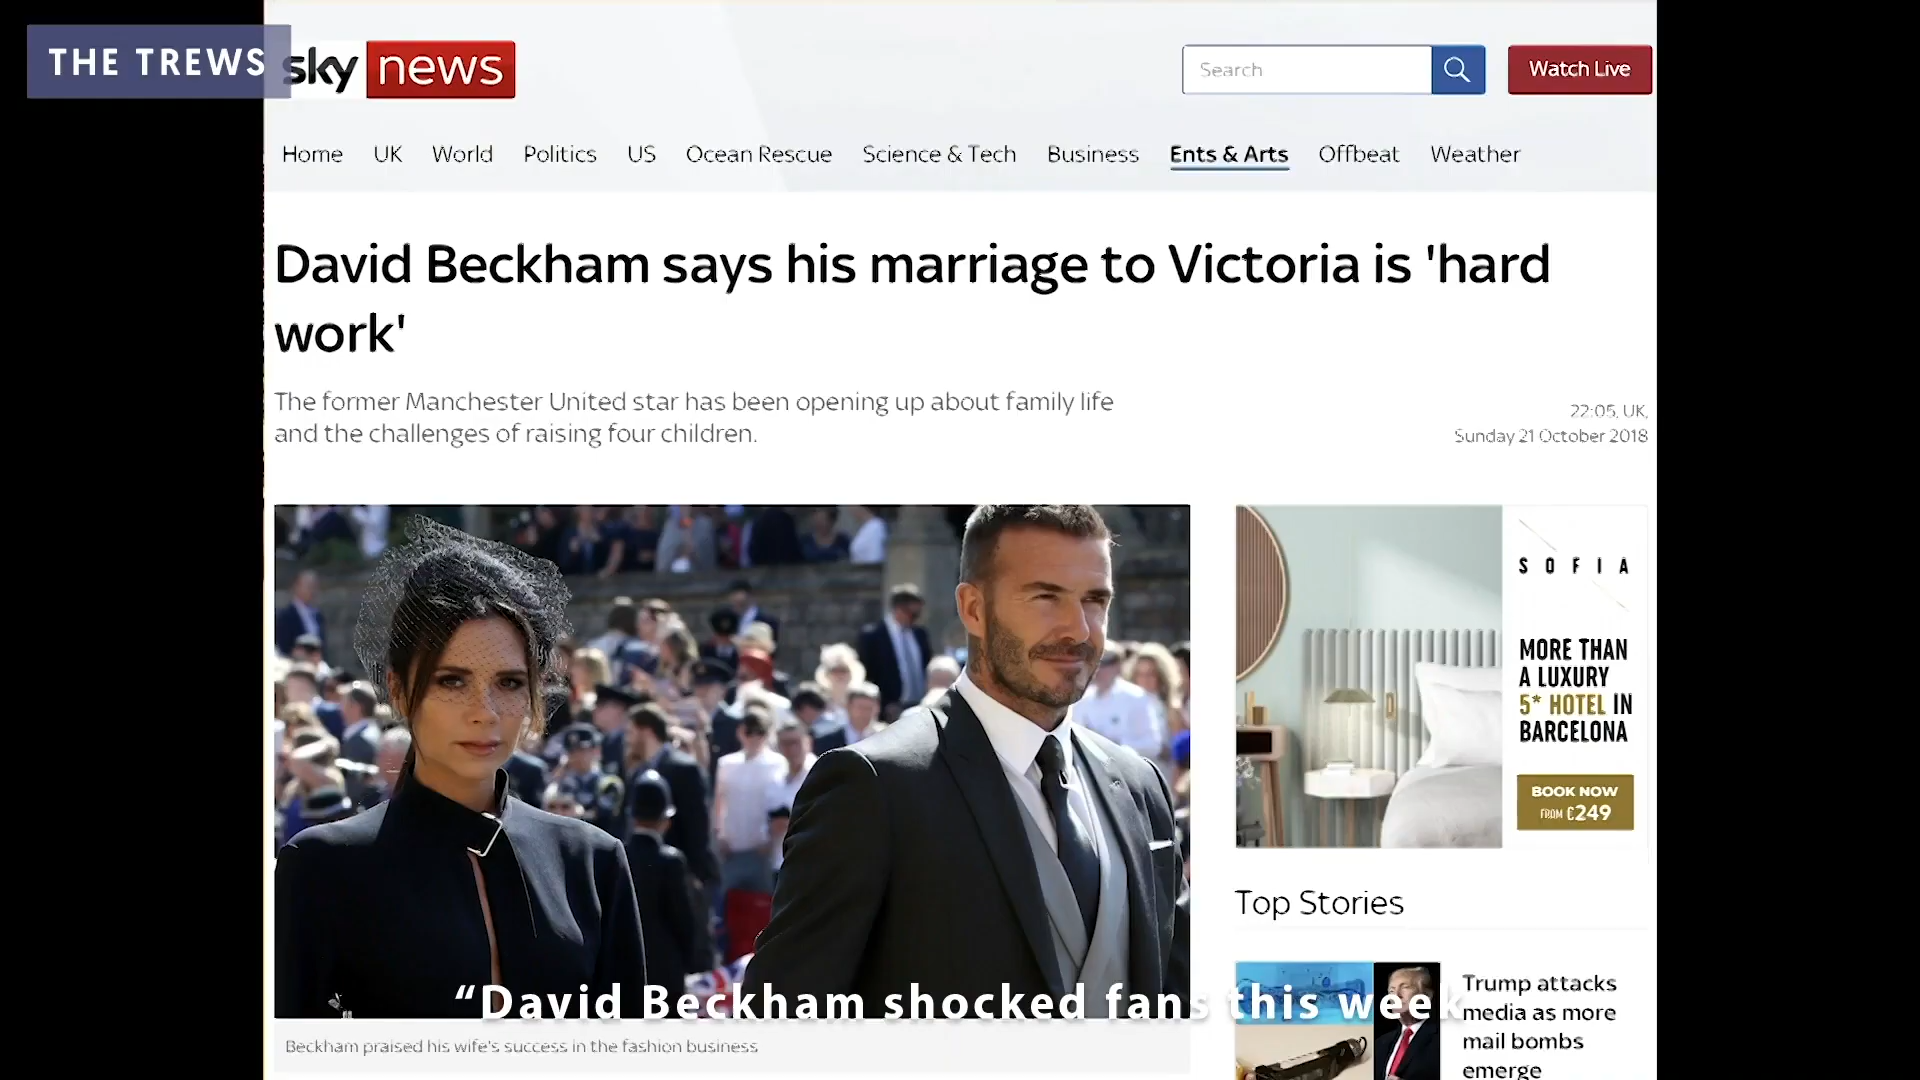 THE TREWS
sky news
Search
Watch Live
Home UK World Politics US Ocean Rescue Science & Tech Business Ents & Arts Offbeat Weather
David Beckham says his marriage to Victoria is 'hard
work'
The former Manchester United star has been opening up about family life
and the challenges of raising four children.
22:05, UK,
Sunday 21 October 2018
SOFIA
MORE THAN
A LUXURY
5* HOTEL IN
BARCELONA
BOOK NOW
FROM £249
Top Stories
Trump attacks
media as more
mail bombs
emerge
“David Beckham shocked fans this week
Beckham praised his wife's success in the fashion business